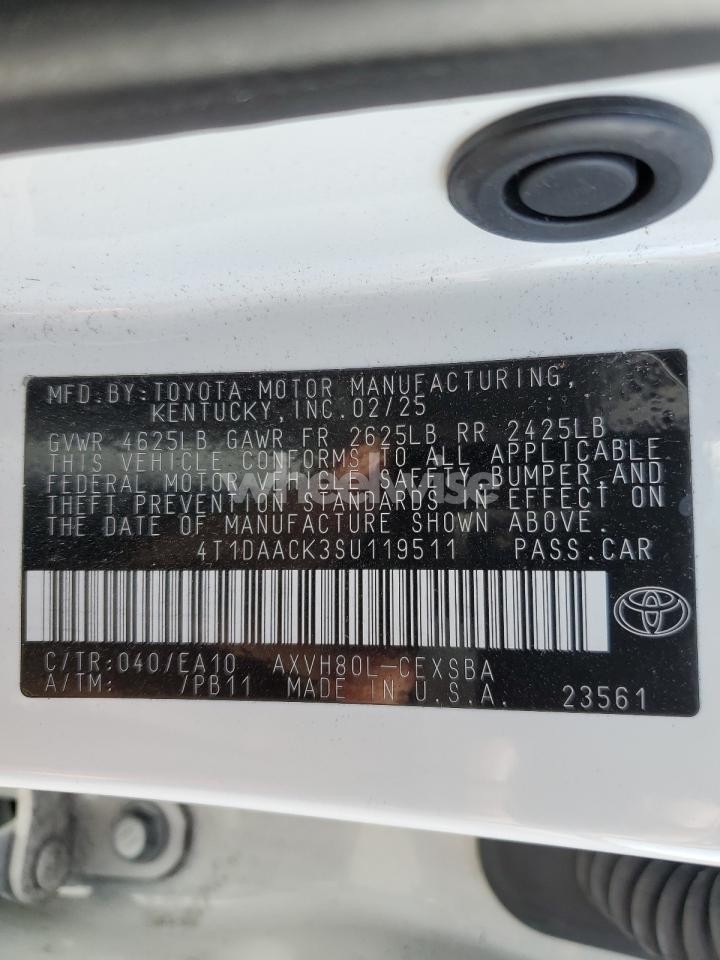 MFD.BY:TOYOTA MOTOR MANUFACTURING,
KENTUCKY,INC.02/25
GVWR 4625LB GAWR FR 2625LB RR 2425LB
THIS VEHICLE CONFORMS TO ALL APPLICABLE
FEDERAL MOTOR VEHICLE SAFETY,BUMPER,AND
THEFT PREVENTION STANDARDS IN EFFECT ON
THE DATE OF MANUFACTURE SHOWN ABOVE.
wheelwise
4T1DAACK3SU119511 PASS.CAR
C/TR:040/EA10 AXVH80L-CEXSBA
A/TM: /PB11 MADE IN U.S.A. 23561